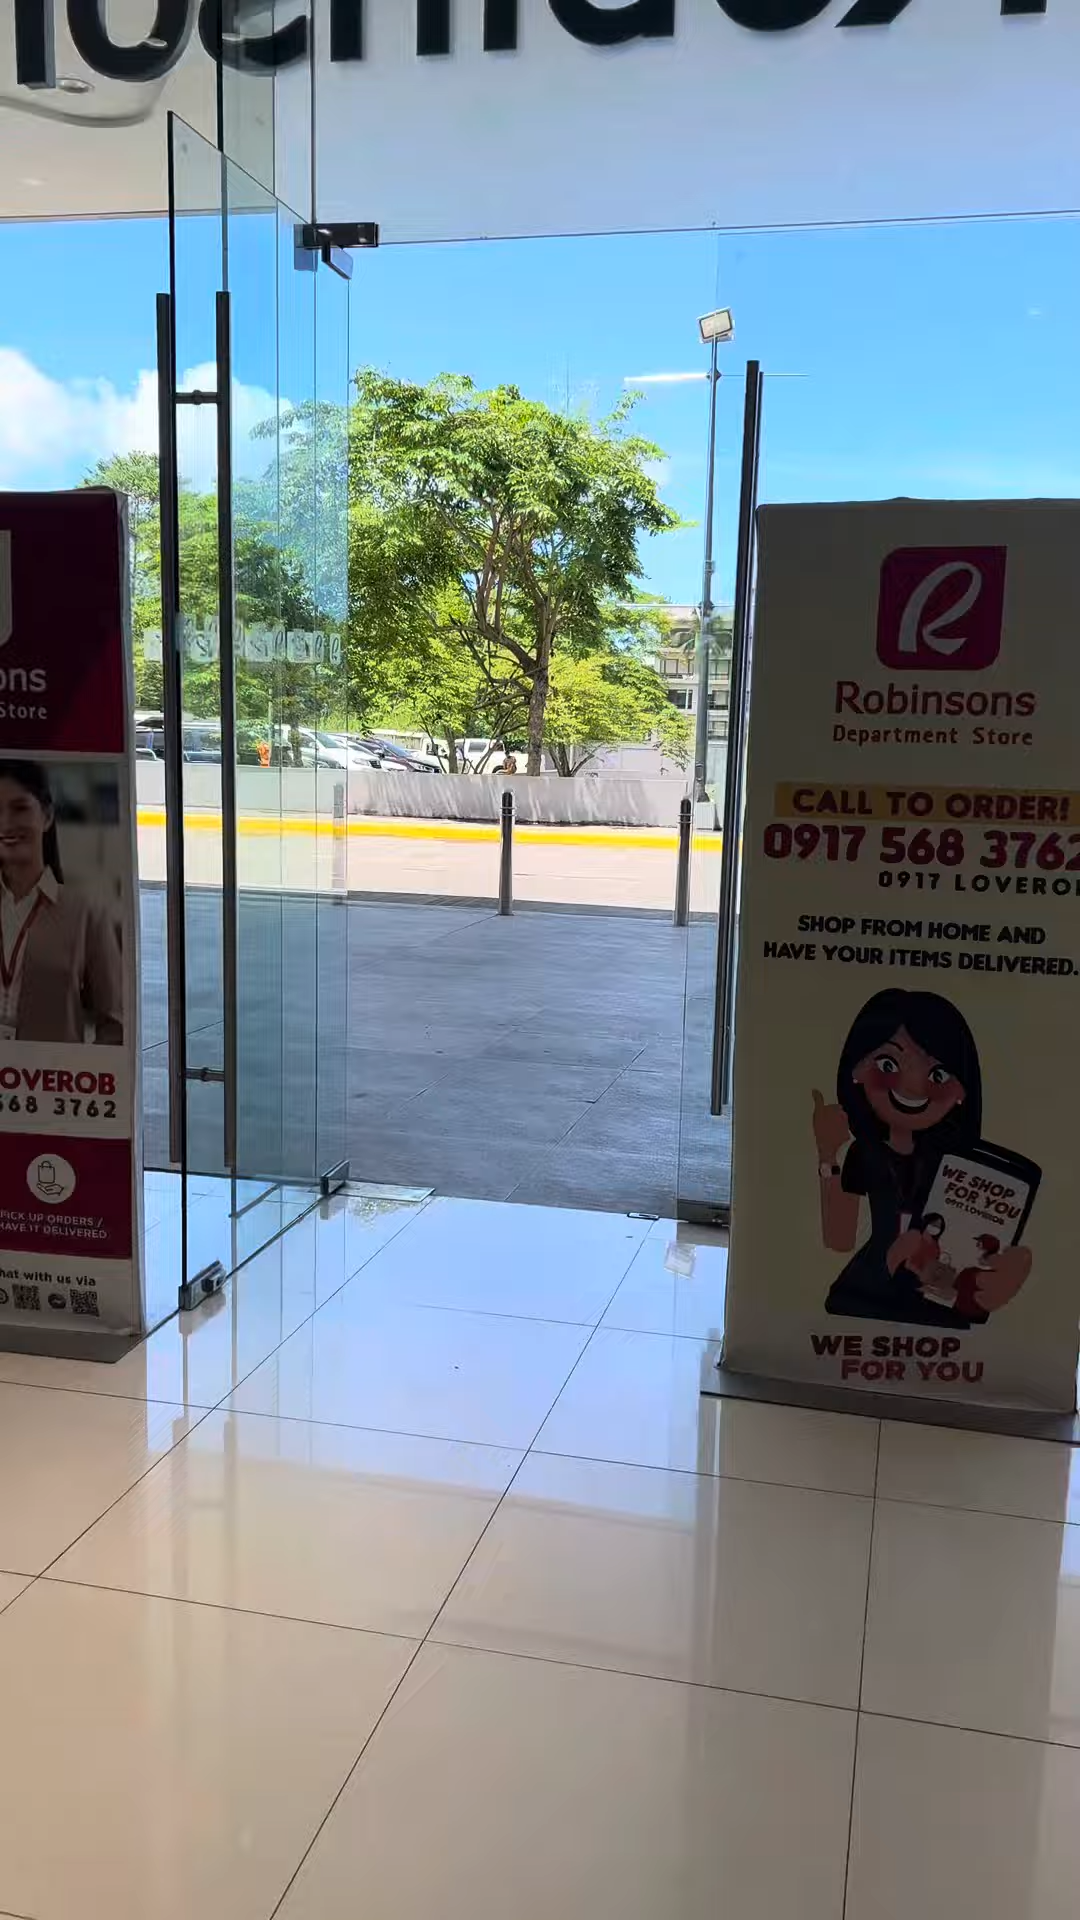 ons
Store
OVEROB
568 3762
PICK UP ORDERS /
HAVE IT DELIVERED
hat with us via
R
Robinsons
Department Store
CALL TO ORDER!
0917 568 3762
0917 LOVERO
SHOP FROM HOME AND
HAVE YOUR ITEMS DELIVERED.
WE SHOP
FOR YOU
0917 LOVEROB
WE SHOP
FOR YOU